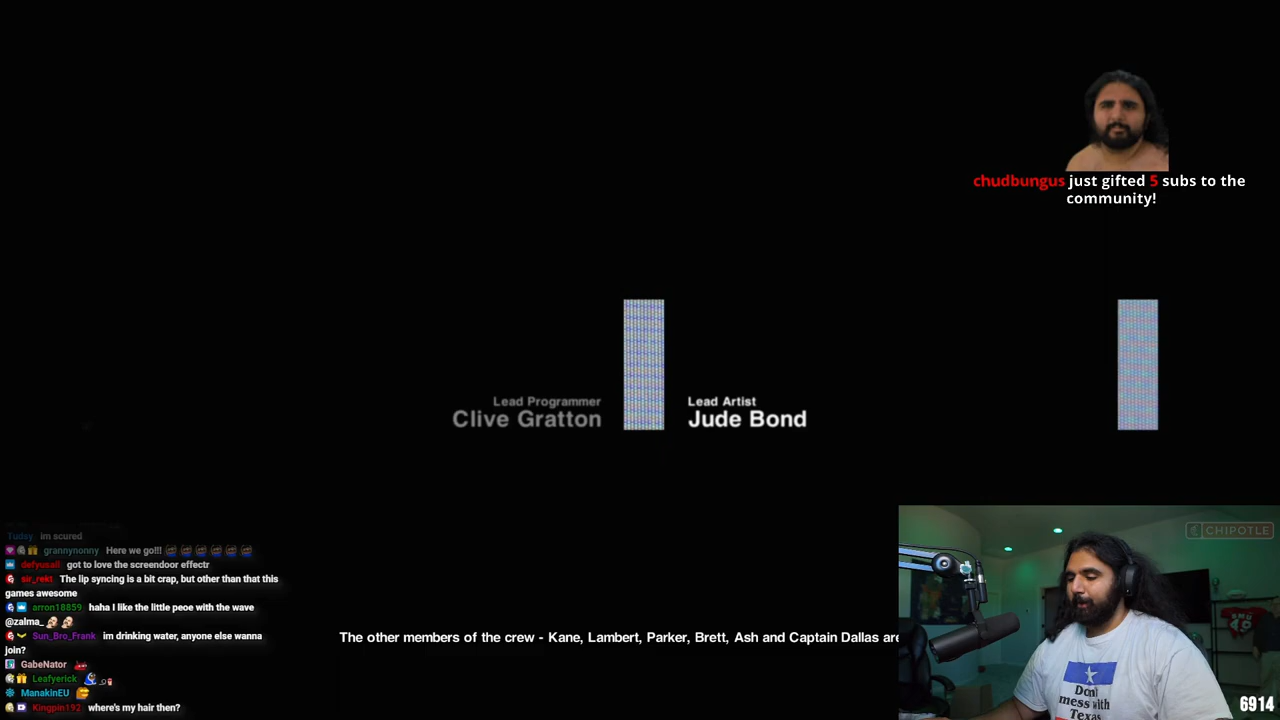 chudbungus just gifted 5 subs to the
community!
Lead Programmer
Clive Gratton
Lead Artist
Jude Bond
Tudsy im scured
grannynonny Here we go!!!
defyusall got to love the screendoor effectr
sir_rekt The lip syncing is a bit crap, but other than that this
games awesome
arron18859 haha I like the little peoe with the wave
@zalma_
Sun_Bro_Frank im drinking water, anyone else wanna
join?
GabeNator
Leafyerick
ManakinEU
Kingpin192 where's my hair then?
The other members of the crew - Kane, Lambert, Parker, Brett, Ash and Captain Dallas are
CHIPOTLE
Don't
mess with
Texas
6914